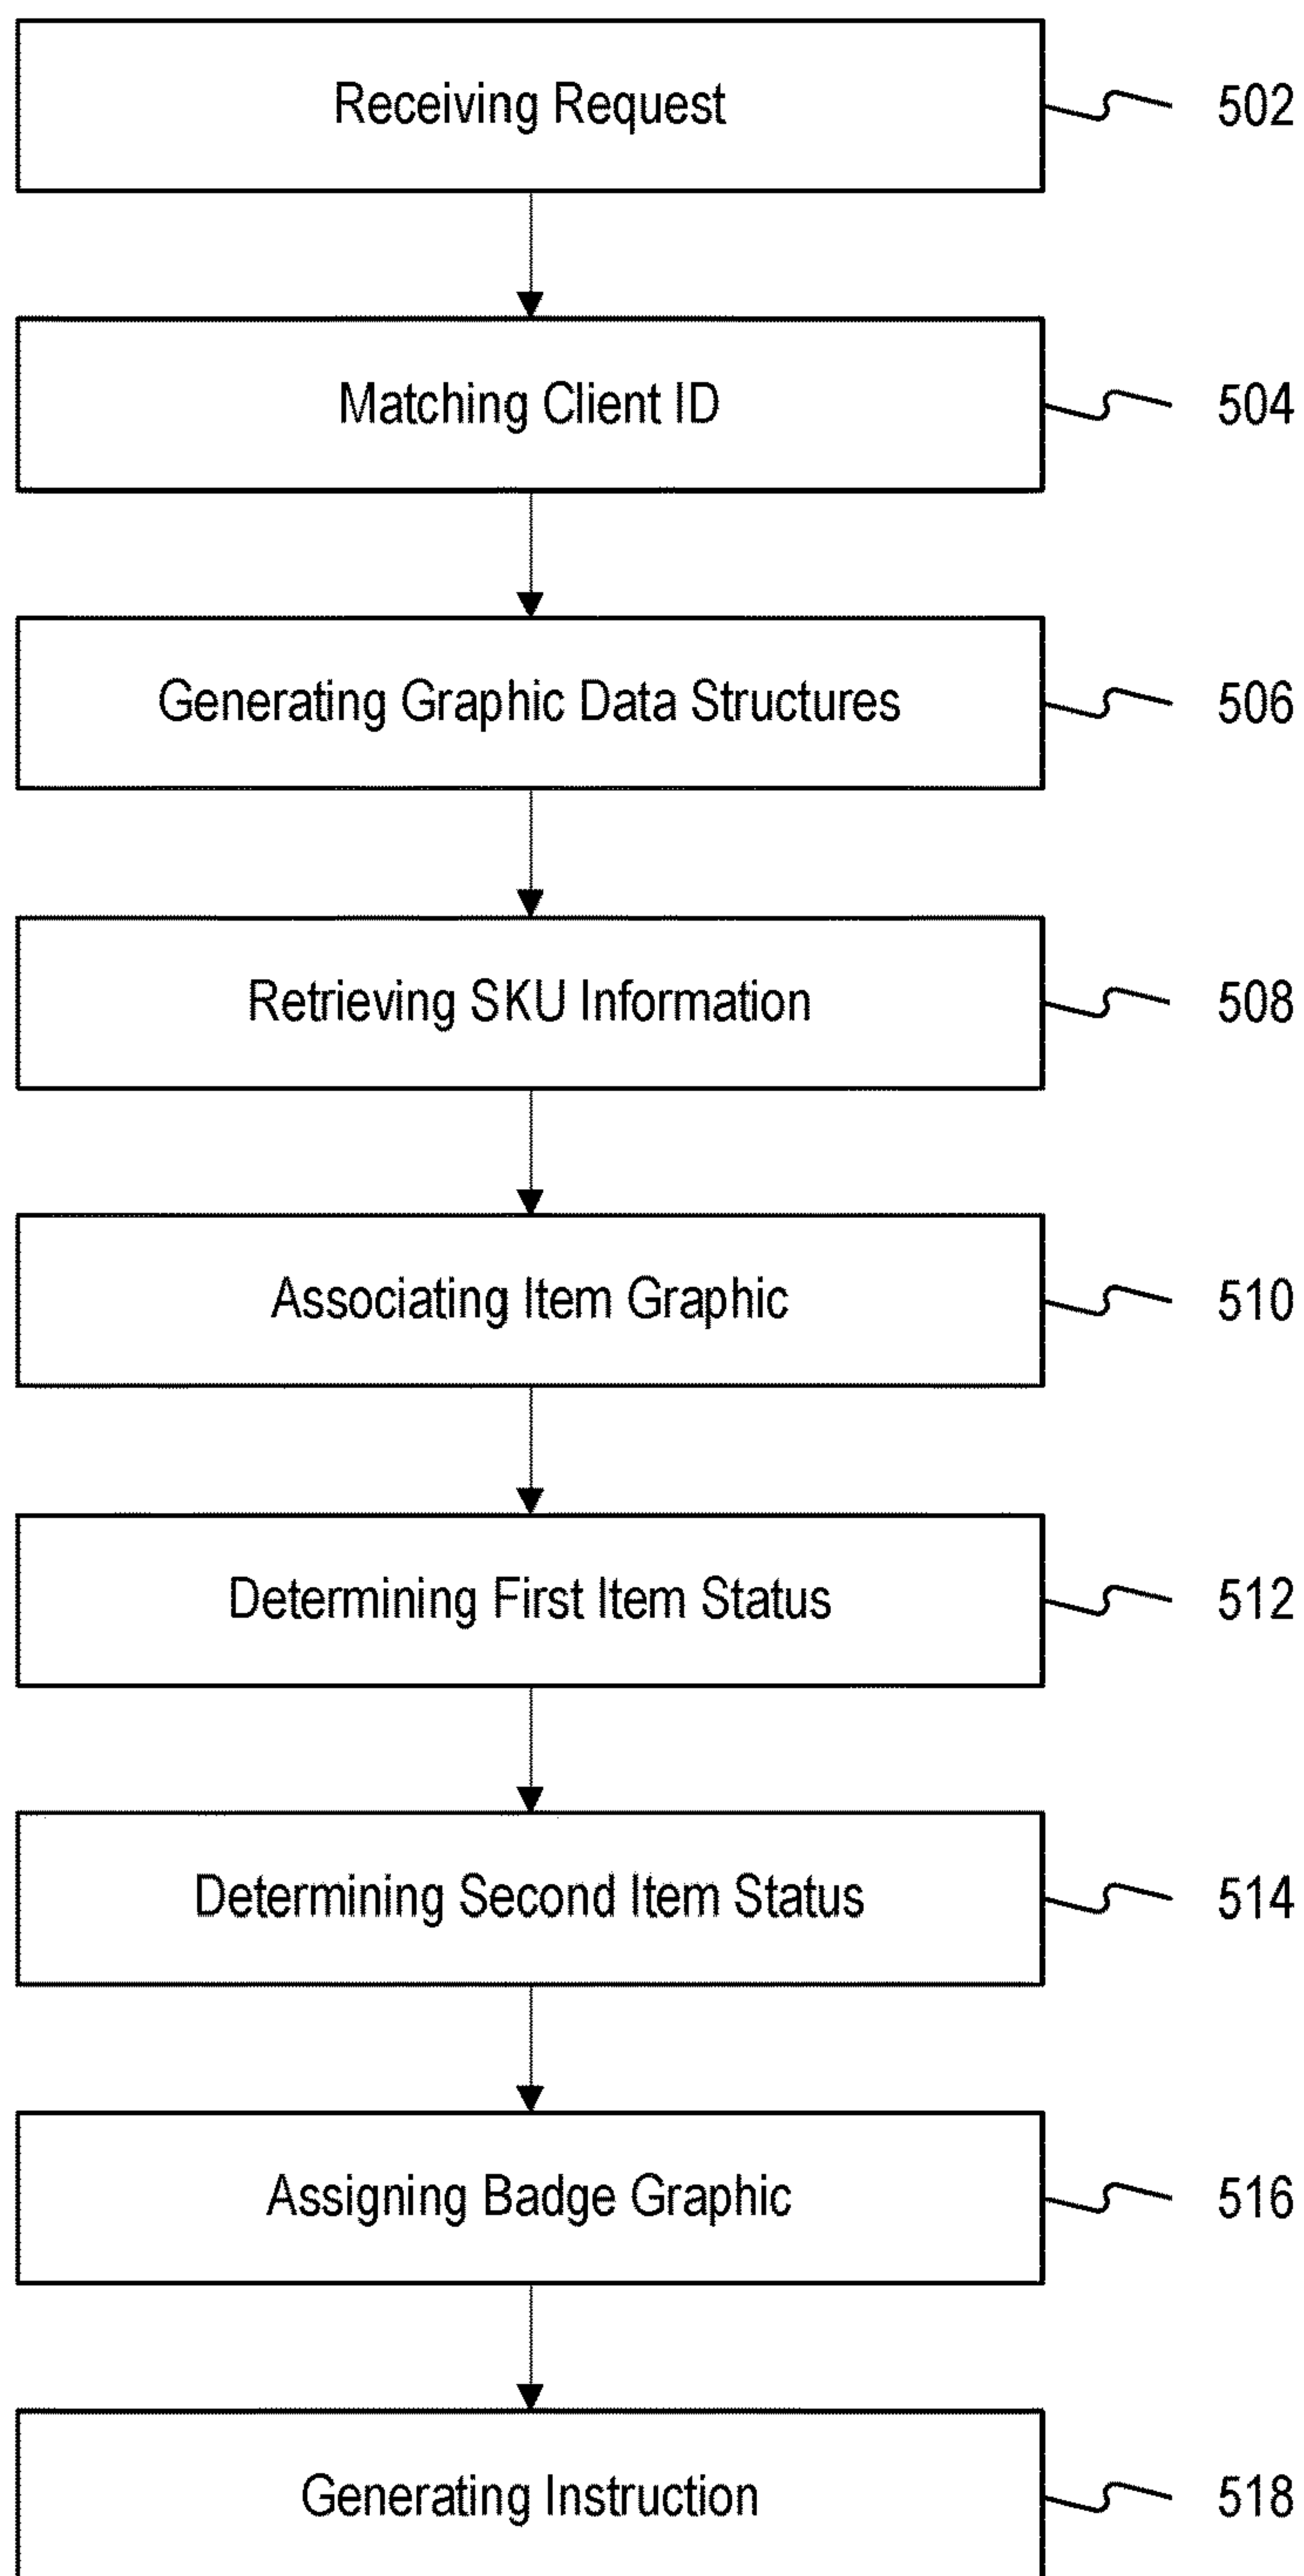 Receiving Request 502
Matching Client ID 504
Generating Graphic Data Structures 506
Retrieving SKU Information 508
Associating Item Graphic 510
Determining First Item Status 512
Determining Second Item Status 514
Assigning Badge Graphic 516
Generating Instruction 518